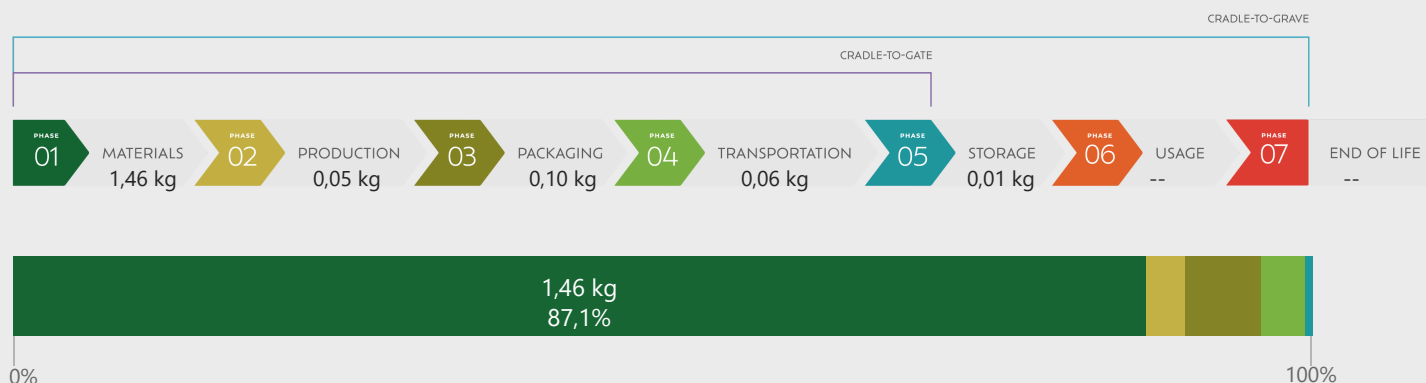 CRADLE-TO-GRAVE
CRADLE-TO-GATE
PHASE
01
MATERIALS
1,46 kg
PHASE
02
PRODUCTION
0,05 kg
PHASE
03
PACKAGING
0,10 kg
PHASE
04
TRANSPORTATION
0,06 kg
PHASE
05
STORAGE
0,01 kg
PHASE
06
USAGE
--
PHASE
07
END OF LIFE
--
1,46 kg
87,1%
0%
100%